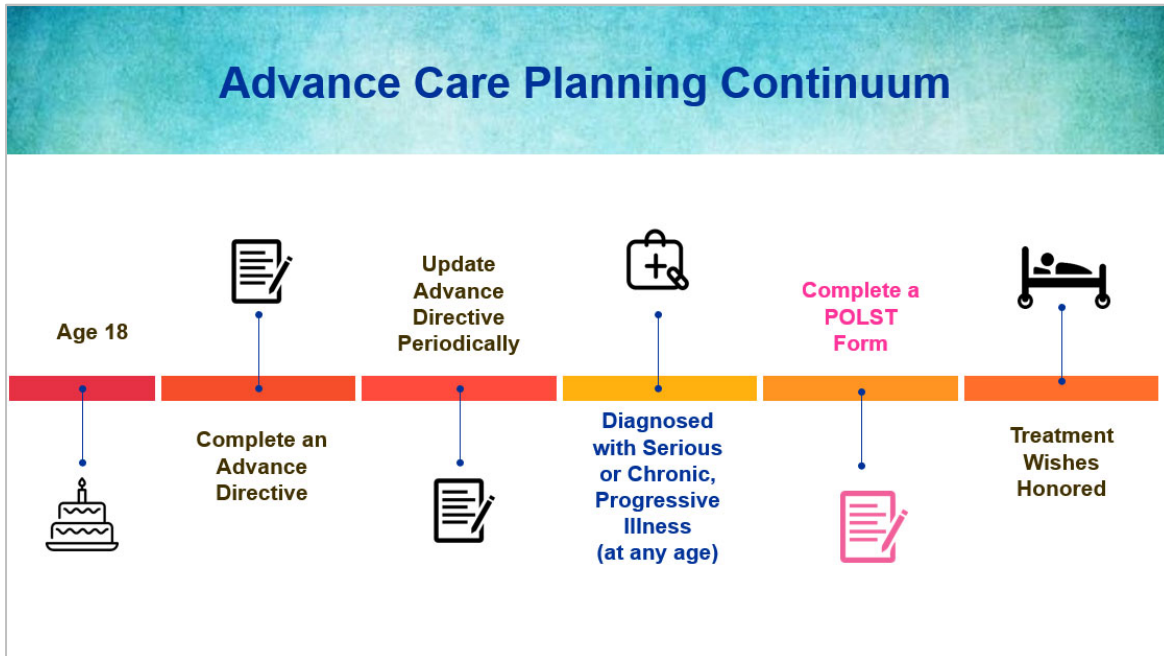 Advance Care Planning Continuum
Age 18
Complete an
Advance
Directive
Update
Advance
Directive
Periodically
Diagnosed
with Serious
or Chronic,
Progressive
Illness
(at any age)
Complete a
POLST
Form
Treatment
Wishes
Honored